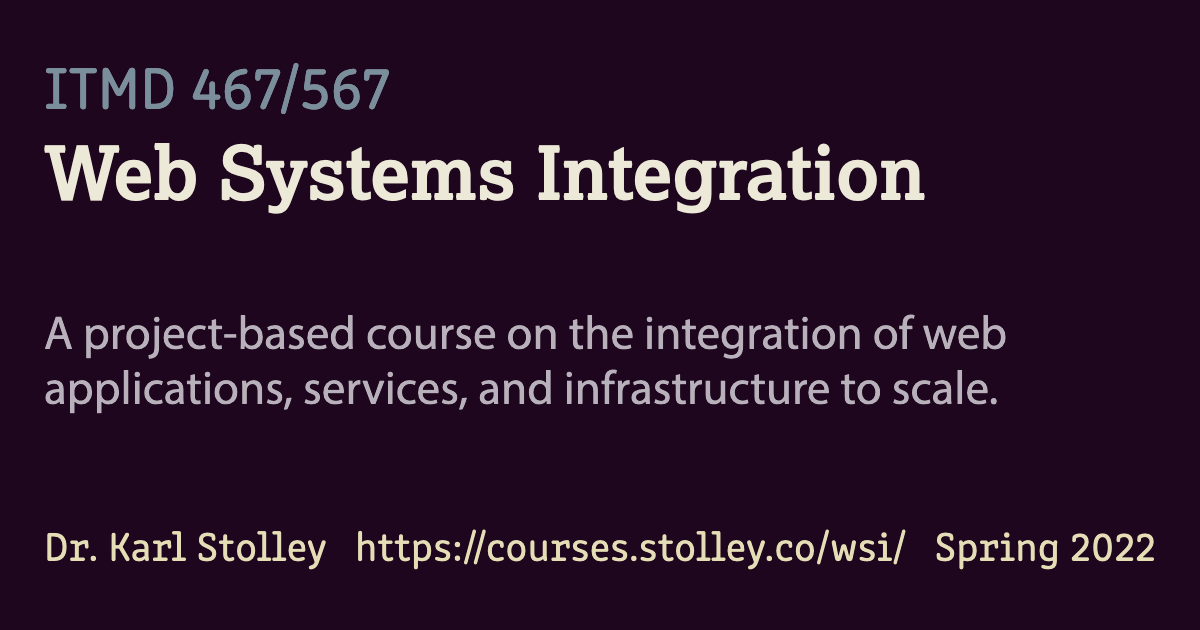 ITMD 467/567
Web Systems Integration
A project-based course on the integration of web
applications, services, and infrastructure to scale.
Dr. Karl Stolley https://courses.stolley.co/wsi/ Spring 2022